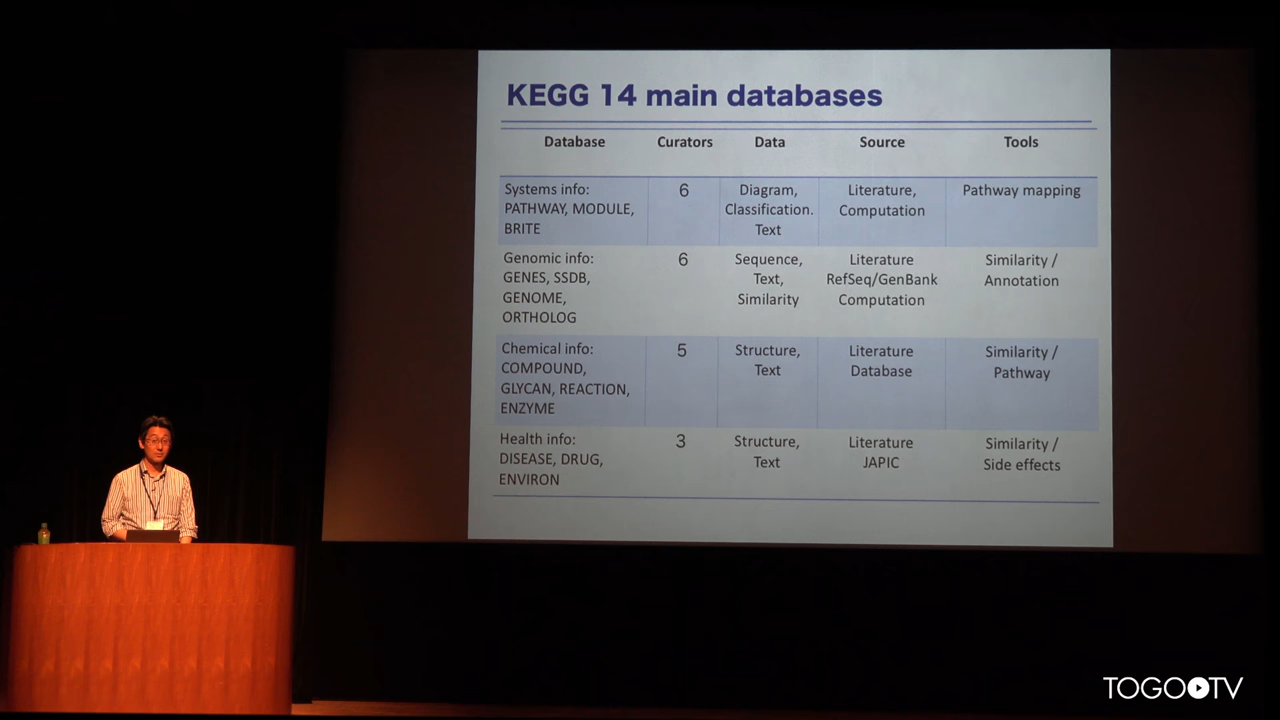 KEGG 14 main databases
Database Curators Data Source Tools
Systems info:
PATHWAY, MODULE,
BRITE
6
Diagram,
Classification.
Text
Literature,
Computation
Pathway mapping
Genomic info:
GENES, SSDB,
GENOME,
ORTHOLOG
6
Sequence,
Text,
Similarity
Literature
RefSeq/GenBank
Computation
Similarity /
Annotation
Chemical info:
COMPOUND,
GLYCAN, REACTION,
ENZYME
5
Structure,
Text
Literature
Database
Similarity /
Pathway
Health info:
DISEASE, DRUG,
ENVIRON
3
Structure,
Text
Literature
JAPIC
Similarity /
Side effects
TOGO TV